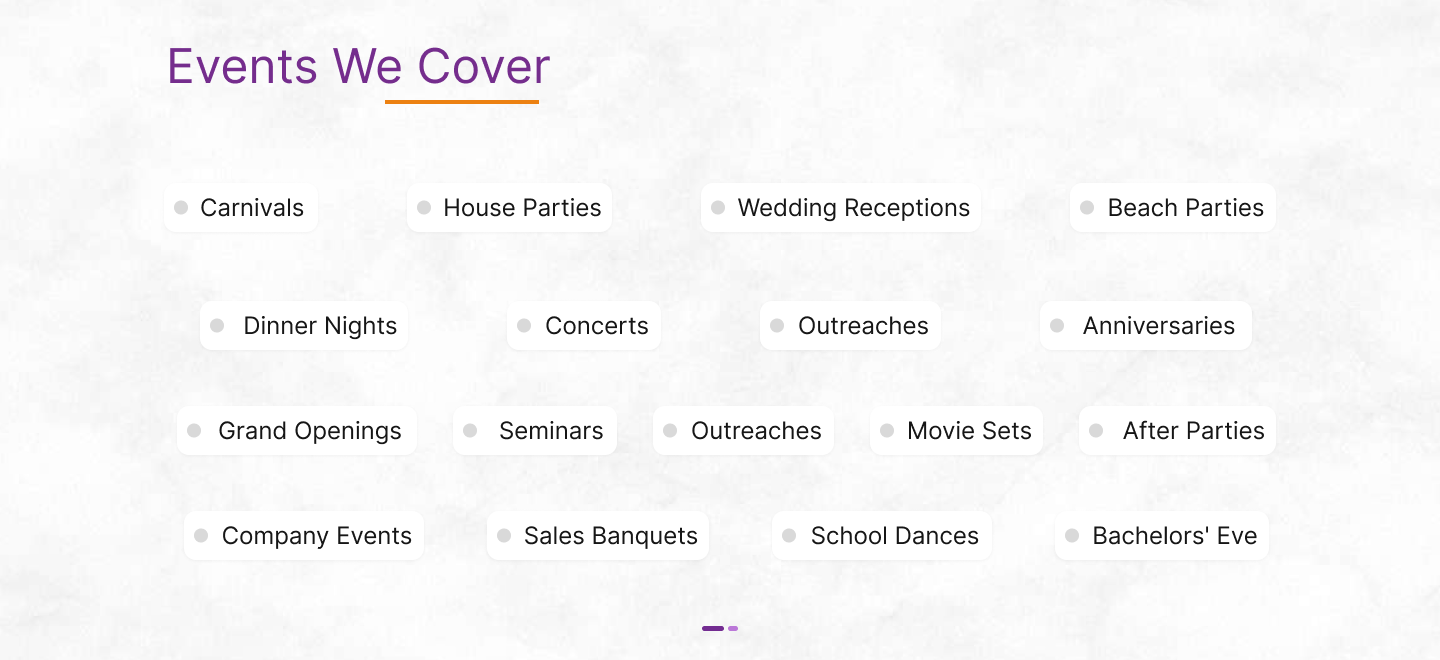 Events We Cover
Carnivals House Parties Wedding Receptions Beach Parties
Dinner Nights Concerts Outreaches Anniversaries
Grand Openings Seminars Outreaches Movie Sets After Parties
Company Events Sales Banquets School Dances Bachelors' Eve